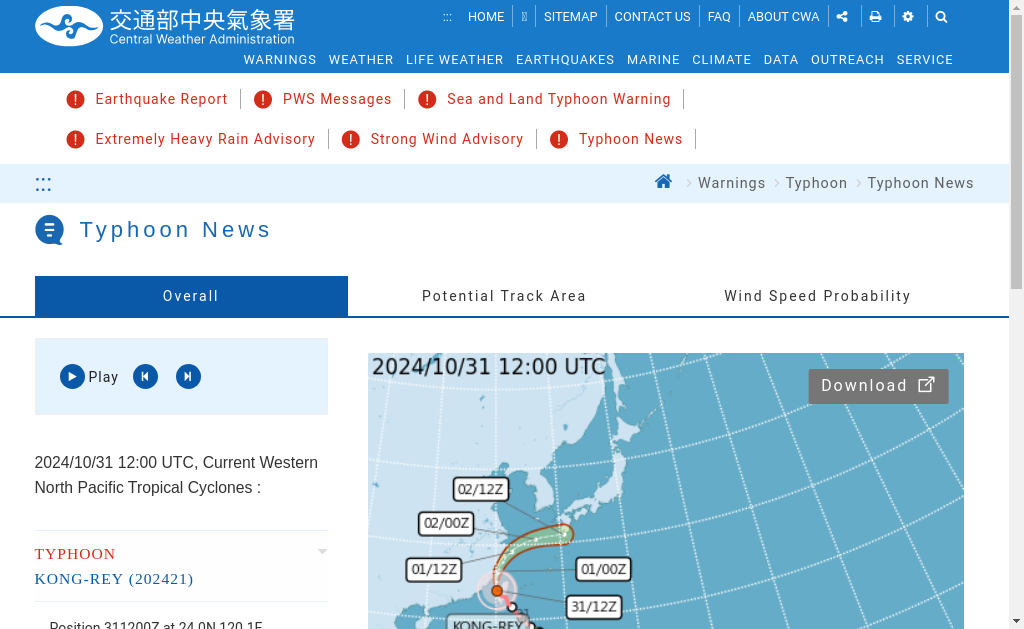 交通部中央氣象署
Central Weather Administration
::: HOME SITEMAP CONTACT US FAQ ABOUT CWA
WARNINGS WEATHER LIFE WEATHER EARTHQUAKES MARINE CLIMATE DATA OUTREACH SERVICE
Earthquake Report PWS Messages Sea and Land Typhoon Warning
Extremely Heavy Rain Advisory Strong Wind Advisory Typhoon News
::: Warnings Typhoon Typhoon News
Typhoon News
Overall Potential Track Area Wind Speed Probability
Play
2024/10/31 12:00 UTC, Current Western
North Pacific Tropical Cyclones :
TYPHOON
KONG-REY (202421)
Position 311200Z at 24.0N 120.1E
2024/10/31 12:00 UTC
Download
02/12Z
02/00Z
01/12Z
01/00Z
31/12Z
KONG-REY